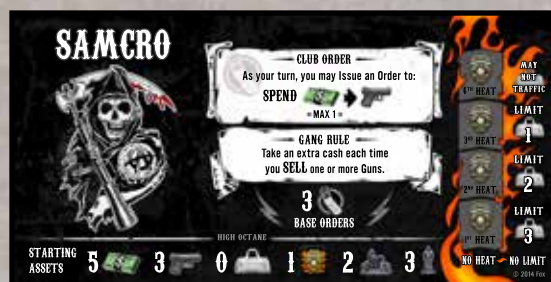 SAMCRO
CLUB ORDER
As your turn, you may Issue an Order to:
SPEND
MAX 1
GANG RULE
Take an extra cash each time
you SELL one or more Guns.
3
BASE ORDERS
HIGH OCTANE
STARTING
ASSETS
5 3 0 1 2 3
MAY
NOT
TRAFFIC
4TH HEAT
LIMIT
1
3RD HEAT
LIMIT
2
2ND HEAT
LIMIT
3
1ST HEAT
NO HEAT NO LIMIT
© 2014 Fox